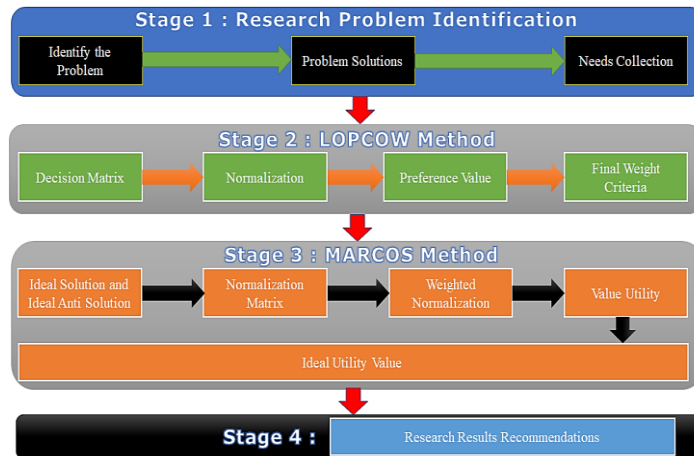 Stage 1 : Research Problem Identification
Identify the
Problem
Problem Solutions
Needs Collection
Stage 2 : LOPCOW Method
Decision Matrix
Normalization
Preference Value
Final Weight
Criteria
Stage 3 : MARCOS Method
Ideal Solution and
Ideal Anti Solution
Normalization
Matrix
Weighted
Normalization
Value Utility
Ideal Utility Value
Stage 4 :
Research Results Recommendations